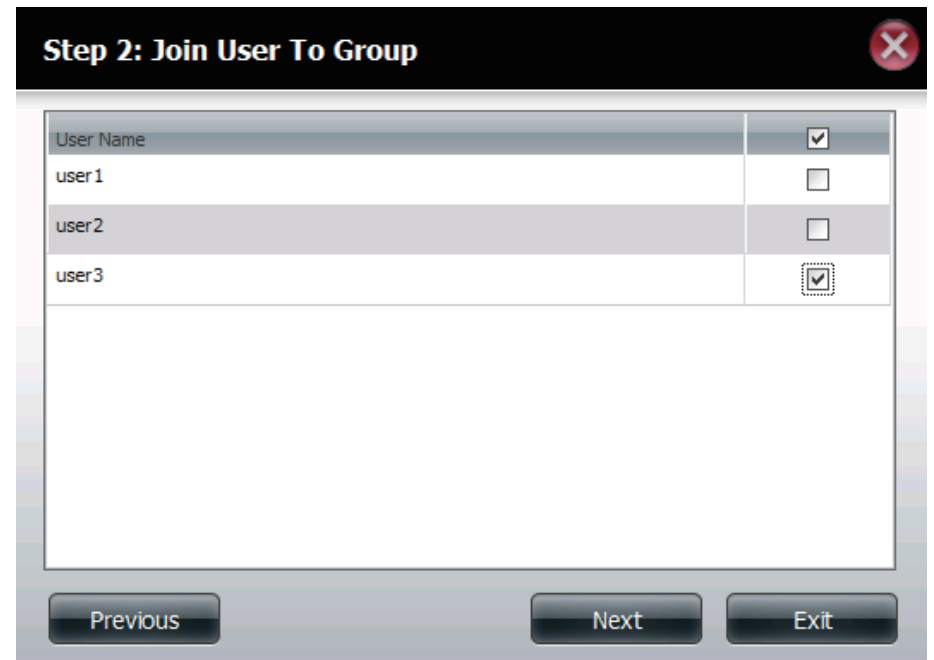 Step 2: Join User To Group
User Name
user1
user2
user3
Previous Next Exit